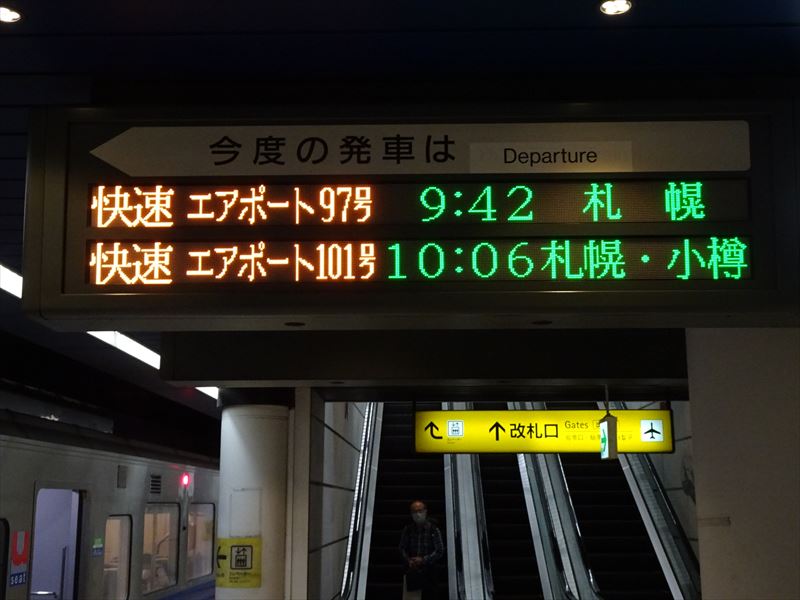 今度の発車は Departure
快速 エアポート97号 9:42 札幌
快速 エアポート101号 10:06 札幌・小樽
改札口 Gates
u
seat